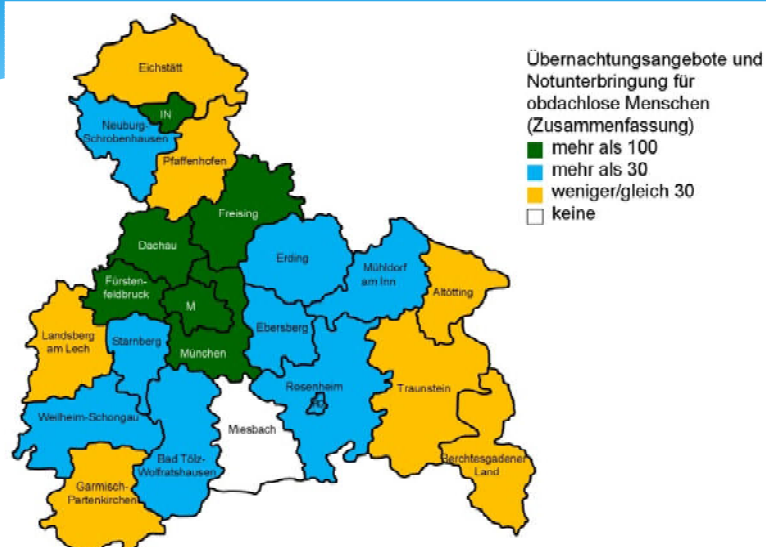 Übernachtungsangebote und
Notunterbringung für
obdachlose Menschen
(Zusammenfassung)
mehr als 100
mehr als 30
weniger/gleich 30
keine
Eichstätt
IN
Neuburg-
Schrobenhausen
Pfaffenhofen
Freising
Dachau
Erding
Mühldorf
am Inn
Altötting
Fürsten-
feldbruck
M
Ebersberg
Landsberg
am Lech
Starnberg
München
Rosenheim
Traunstein
Weilheim-Schongau
Miesbach
Bad Tölz-
Wolfratshausen
Berchtesgadener
Land
Garmisch-
Partenkirchen